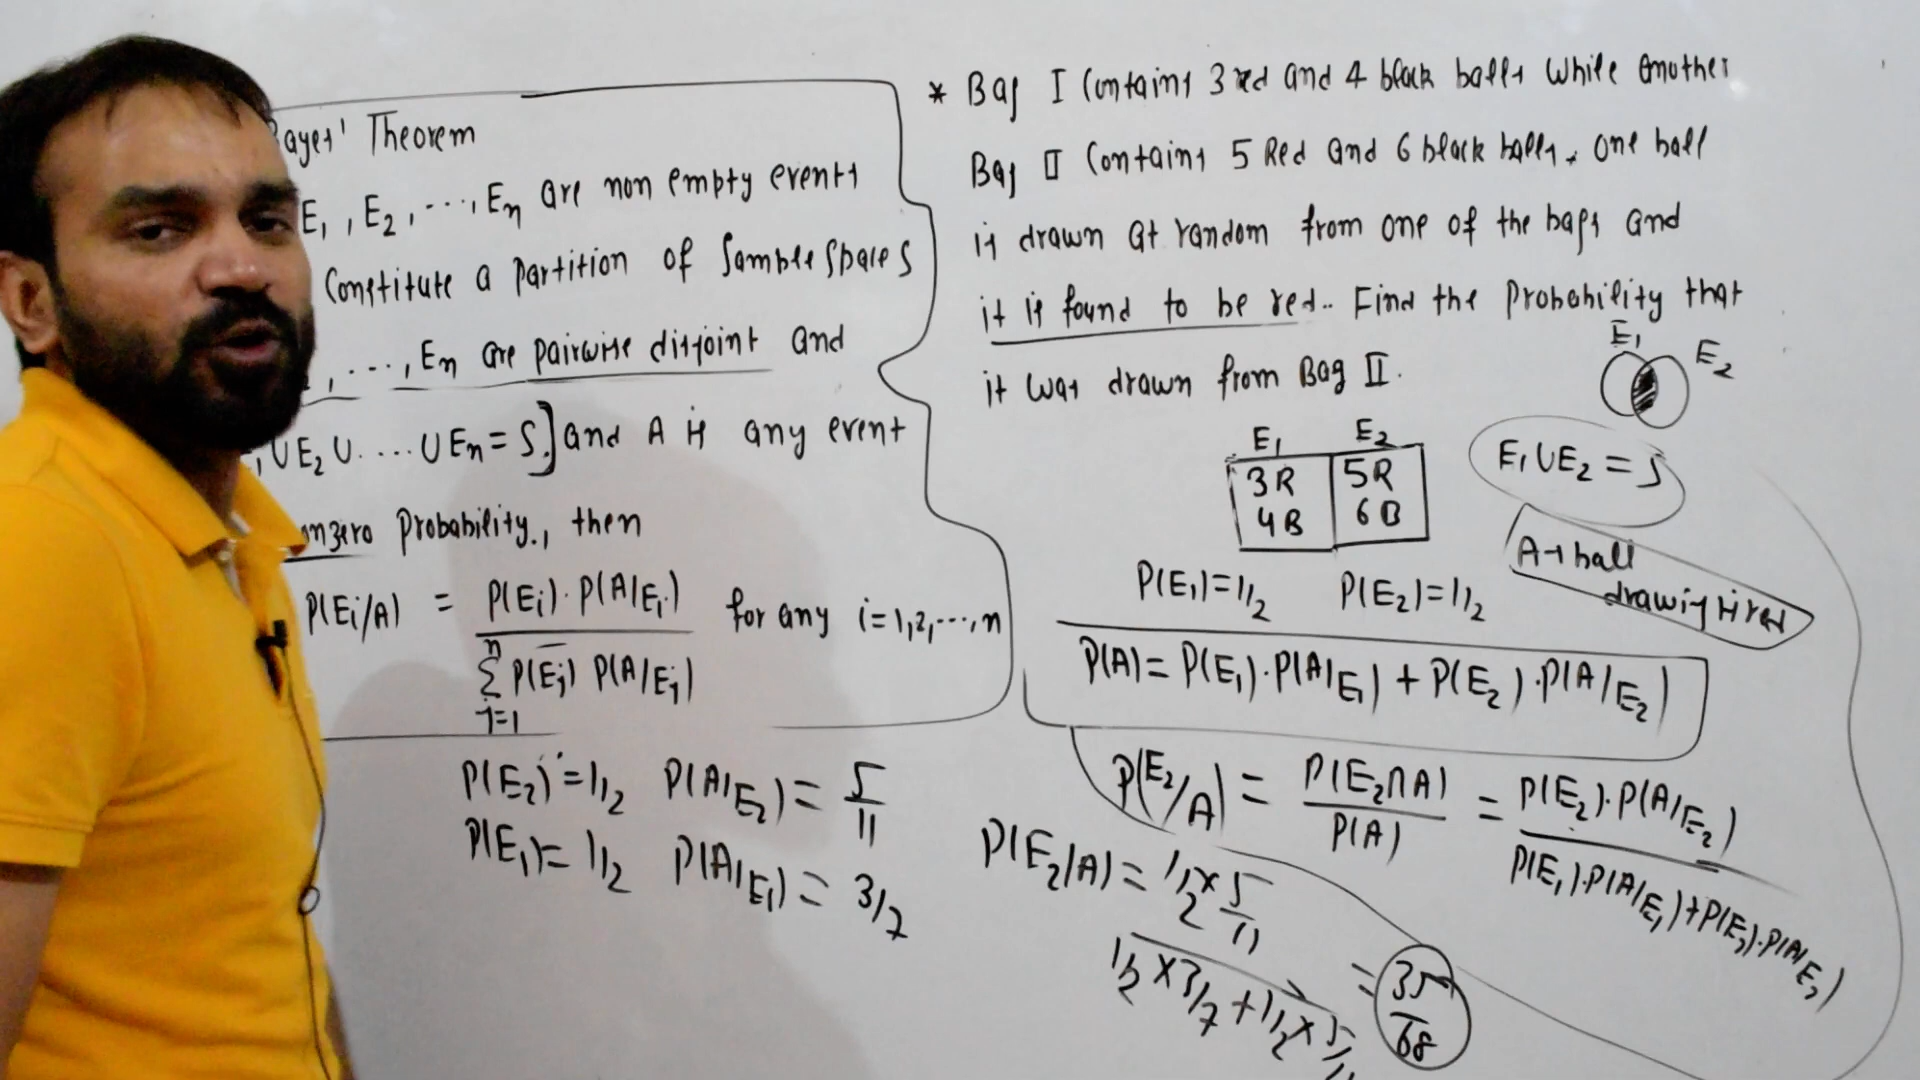 ayes' Theorem
E1, E2, ..., En are non empty events
Constitute a partition of Sample Space S
, ..., En are pairwise disjoint and
∪E2 ∪ .... ∪ En = S.] and A is any event
nzero Probability., then
P(Ei/A) = P(Ei)·P(A/Ei) for any i=1,2,...,n
n
Σ P(Ej) P(A/Ej)
j=1
P(E2) = 1/2 P(A/E2) = 5/11
P(E1) = 1/2 P(A/E1) = 3/7
* Bag I Contains 3 red and 4 black balls While another
Bag II Contains 5 Red and 6 black balls. one ball
is drawn at random from one of the bags and
it is found to be red.. Find the Probability that
it was drawn from Bag II.
E1 E2
E1 E2
3R 5R
4B 6B
E1 ∪ E2 = S
A→ball
drawing is red
P(E1)=1/2 P(E2)=1/2
P(A) = P(E1)·P(A/E1) + P(E2)·P(A/E2)
P(E2/A) = P(E2∩A)/P(A) = P(E2)·P(A/E2)
P(E1)·P(A/E1)+P(E2)·P(A/E2)
P(E2/A) = 1/2 × 5/11
1/2 × 3/7 + 1/2 × 5/11
= 35/68